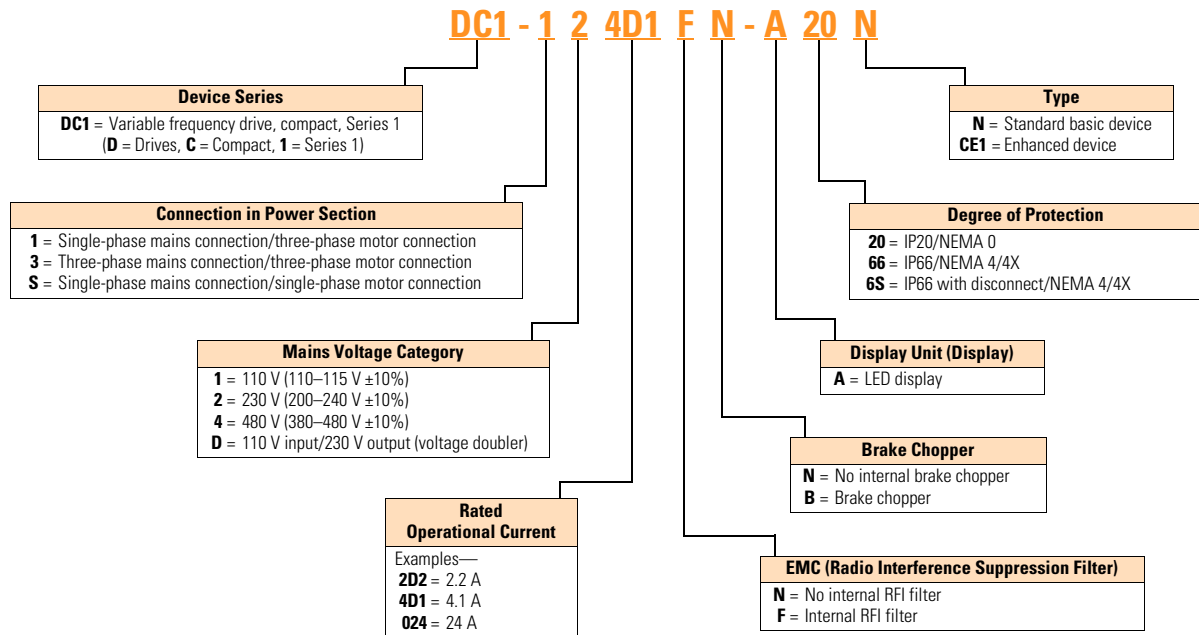 DC1 - 1 2 4D1 F N - A 20 N
Device Series
DC1 = Variable frequency drive, compact, Series 1
(D = Drives, C = Compact, 1 = Series 1)
Type
N = Standard basic device
CE1 = Enhanced device
Connection in Power Section
1 = Single-phase mains connection/three-phase motor connection
3 = Three-phase mains connection/three-phase motor connection
S = Single-phase mains connection/single-phase motor connection
Degree of Protection
20 = IP20/NEMA 0
66 = IP66/NEMA 4/4X
6S = IP66 with disconnect/NEMA 4/4X
Mains Voltage Category
1 = 110 V (110–115 V ±10%)
2 = 230 V (200–240 V ±10%)
4 = 480 V (380–480 V ±10%)
D = 110 V input/230 V output (voltage doubler)
Display Unit (Display)
A = LED display
Brake Chopper
N = No internal brake chopper
B = Brake chopper
Rated
Operational Current
Examples—
2D2 = 2.2 A
4D1 = 4.1 A
024 = 24 A
EMC (Radio Interference Suppression Filter)
N = No internal RFI filter
F = Internal RFI filter